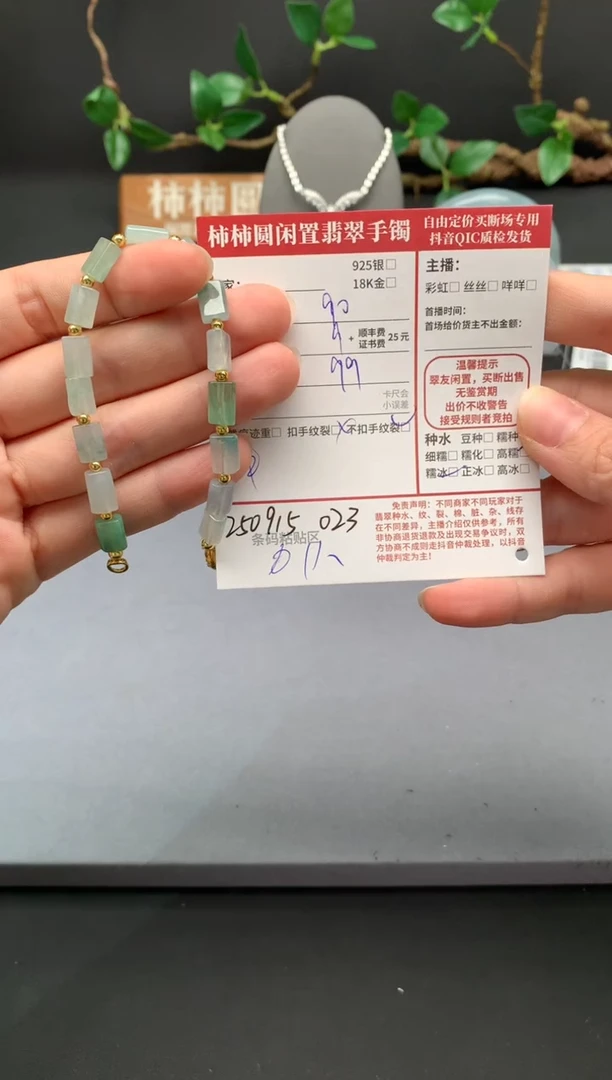 柿柿圆
柿柿圆闲置翡翠手镯
自由定价买断场专用
抖音QIC质检发货
925银□
18K金□
90
9
+ 顺丰费
证书费 25元
99
卡尺会
小误差
痕迹重□ 扣手纹裂□ 不扣手纹裂□
250915 023
条码粘贴区
主播:
彩虹□ 丝丝□ 咩咩□
首播时间:
首场给价货主不出金额:
温馨提示
翠友闲置,买断出售
无鉴赏期
出价不收警告
接受规则者竞拍
种水 豆种□ 糯种
细糯□ 糯化□ 高糯
糯冰□ 正冰□ 高冰□
免责声明:不同商家不同玩家对于
翡翠种水、纹、裂、棉、脏、杂、线存
在不同差异,主播介绍仅供参考,所有
非协商退货退款及出现交易争议时,双
方协商不成则走抖音仲裁处理,以抖音
仲裁判定为主!